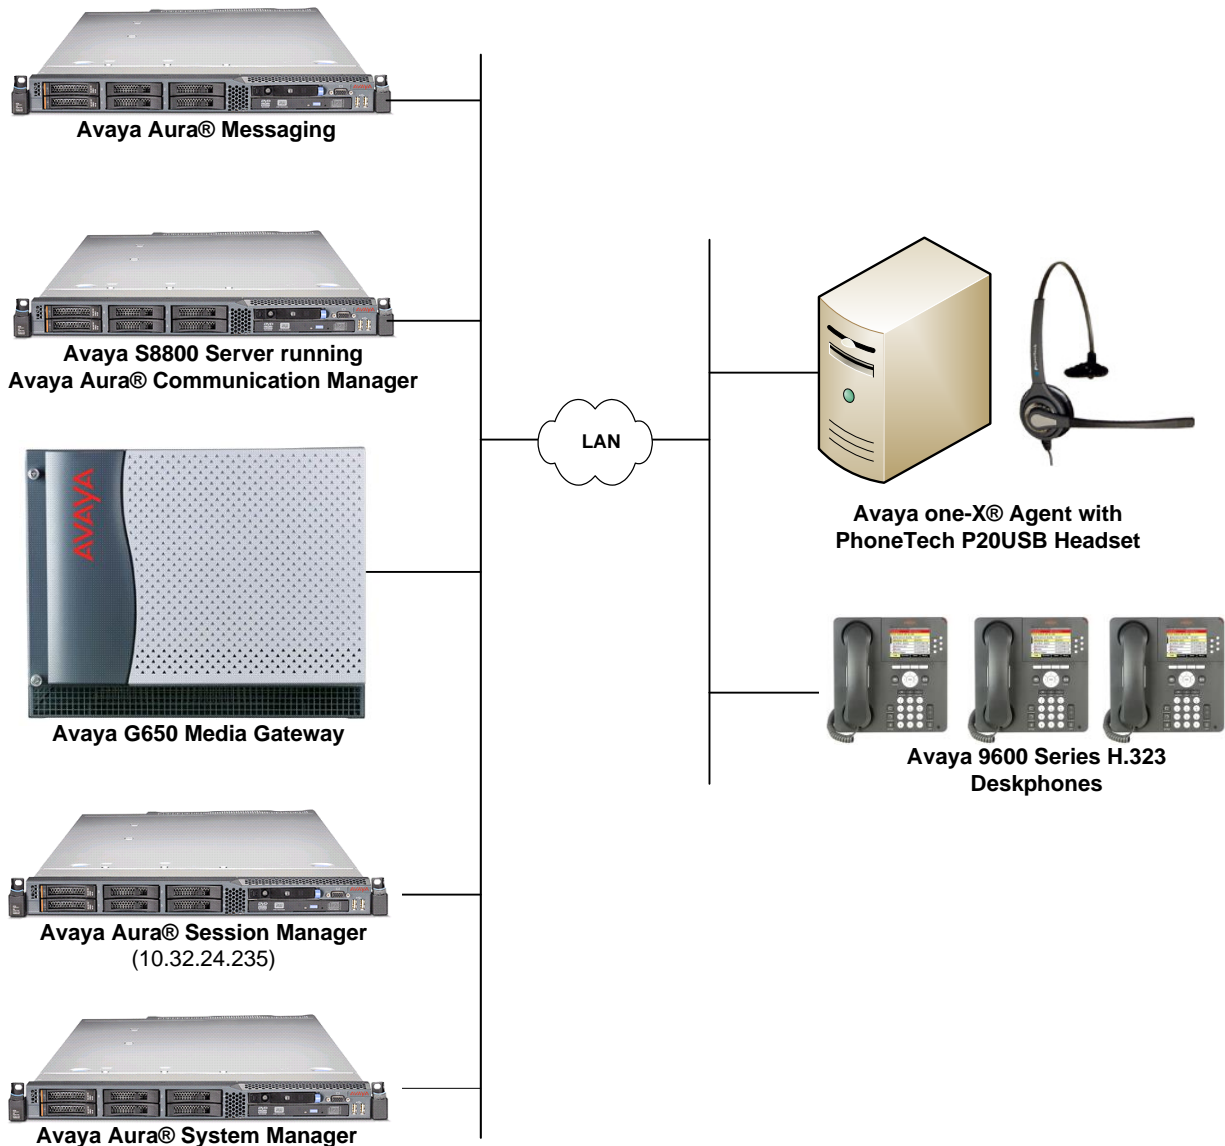 Avaya Aura® Messaging
Avaya S8800 Server running
Avaya Aura® Communication Manager
AVAYA
Avaya G650 Media Gateway
Avaya Aura® Session Manager
(10.32.24.235)
Avaya Aura® System Manager
LAN
Avaya one-X® Agent with
PhoneTech P20USB Headset
Avaya 9600 Series H.323
Deskphones